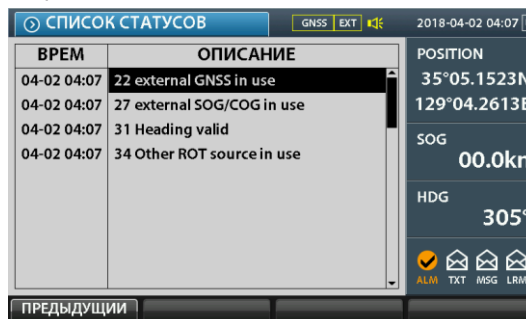 СПИСОК СТАТУСОВ
GNSS EXT
2018-04-02 04:07
ВРЕМ ОПИСАНИЕ
04-02 04:07 22 external GNSS in use
04-02 04:07 27 external SOG/COG in use
04-02 04:07 31 Heading valid
04-02 04:07 34 Other ROT source in use
POSITION
35°05.1523N
129°04.2613E
SOG
00.0kn
HDG
305°
ALM TXT MSG LRM
ПРЕДЫДУЩИИ